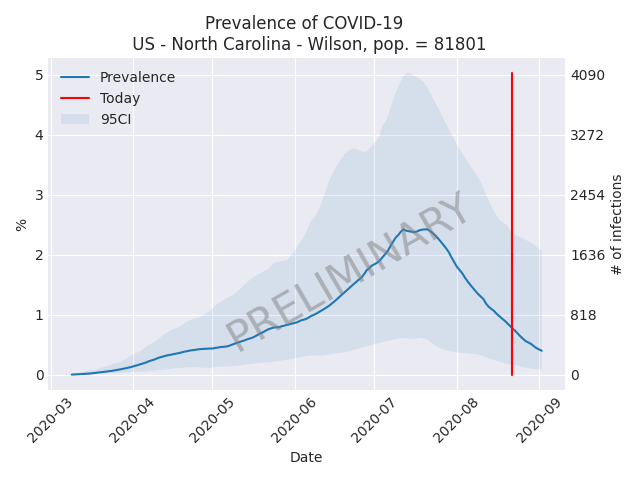 Prevalence of COVID-19
US - North Carolina - Wilson, pop. = 81801
Prevalence
Today
95CI
PRELIMINARY
%
5
4
3
2
1
0
4090
3272
2454
1636
818
0
# of infections
2020-03
2020-04
2020-05
2020-06
2020-07
2020-08
2020-09
Date